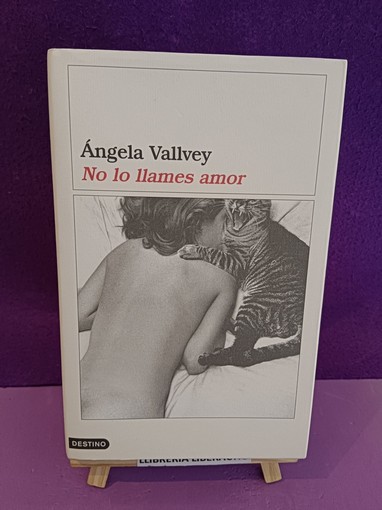 Ángela Vallvey
No lo llames amor
DESTINO